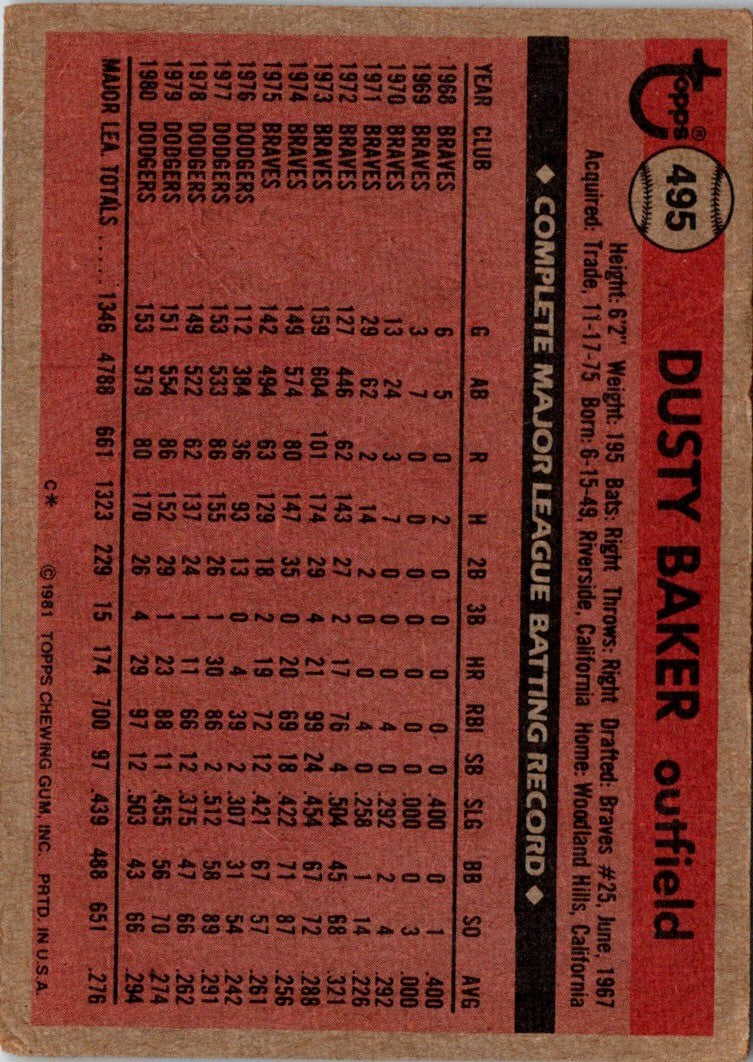 Topps®
495
DUSTY BAKER outfield
Height: 6'2" Weight: 195 Bats: Right Throws: Right Drafted: Braves #25, June, 1967
Acquired: Trade, 11-17-75 Born: 6-15-49, Riverside, California Home: Woodland Hills, California
◆ COMPLETE MAJOR LEAGUE BATTING RECORD ◆
YEAR CLUB G AB R H 2B 3B HR RBI SB SLG BB SO AVG
1968 BRAVES 6 5 0 2 0 0 0 0 0 .400 0 1 .400
1969 BRAVES 3 7 0 0 0 0 0 0 0 .000 0 3 .000
1970 BRAVES 13 24 3 7 0 0 0 4 0 .292 2 4 .292
1971 BRAVES 29 62 2 14 2 0 0 4 0 .258 1 14 .226
1972 BRAVES 127 446 62 143 27 2 17 76 4 .504 45 68 .321
1973 BRAVES 159 604 101 174 29 4 21 99 24 .454 67 72 .288
1974 BRAVES 149 574 80 147 35 0 20 69 18 .422 71 87 .256
1975 BRAVES 142 494 63 129 18 2 19 72 12 .421 67 57 .261
1976 DODGERS 112 384 36 93 13 0 4 39 2 .307 31 54 .242
1977 DODGERS 153 533 86 155 26 1 30 86 2 .512 58 89 .291
1978 DODGERS 149 522 62 137 24 1 11 66 12 .375 47 66 .262
1979 DODGERS 151 554 86 152 29 1 23 88 11 .455 56 70 .274
1980 DODGERS 153 579 80 170 26 4 29 97 12 .503 43 66 .294
MAJOR LEA. TOTALS ..... 1346 4788 661 1323 229 15 174 700 97 .439 488 651 .276
C* ©1981 TOPPS CHEWING GUM, INC. PRTD. IN U.S.A.